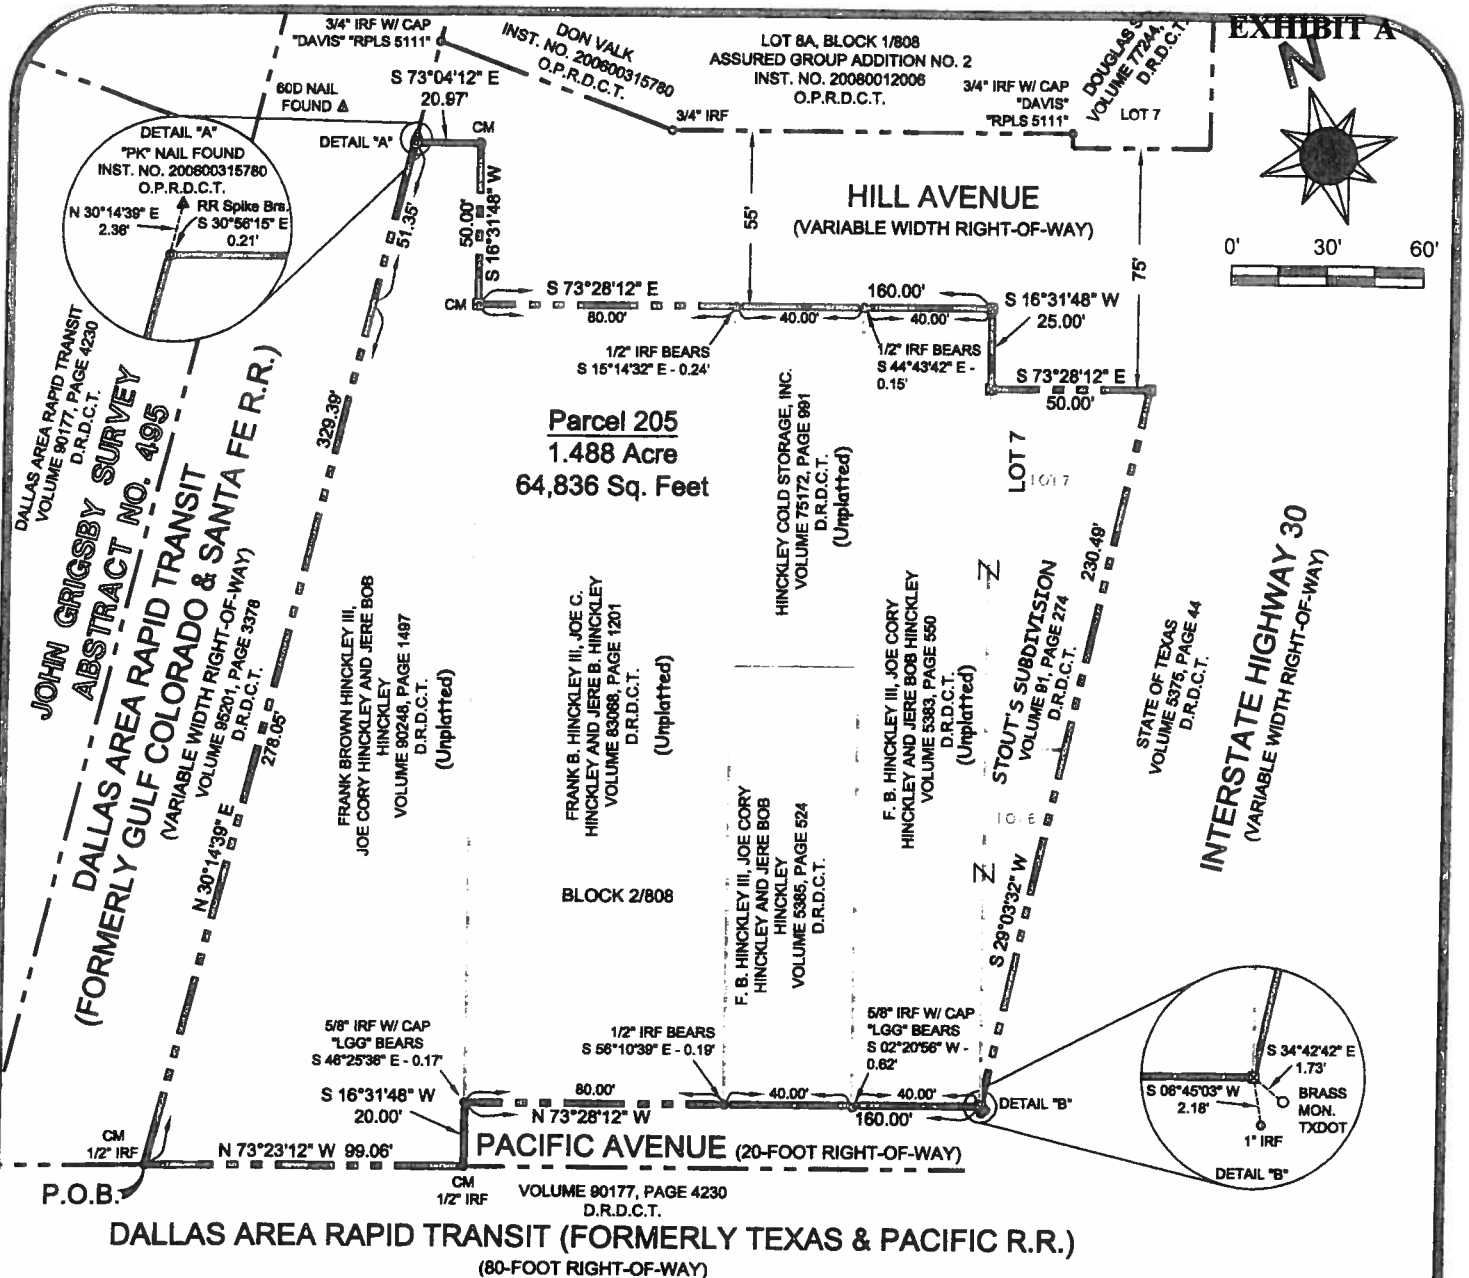 EXHIBIT A
N
0' 30' 60'
3/4" IRF W/ CAP
"DAVIS" "RPLS 5111"
DON VALK
INST. NO. 200600315780
O.P.R.D.C.T.
LOT 8A, BLOCK 1/808
ASSURED GROUP ADDITION NO. 2
INST. NO. 20080012006
O.P.R.D.C.T.
3/4" IRF W/ CAP
"DAVIS"
"RPLS 5111"
DOUGLAS
VOLUME 77244,
D.R.D.C.T.
LOT 7
S 73°04'12" E
20.97'
60D NAIL
FOUND
3/4" IRF
CM
DETAIL "A"
DETAIL "A"
"PK" NAIL FOUND
INST. NO. 200600315780
O.P.R.D.C.T.
N 30°14'39" E
2.36'
RR Spike Brs.
S 30°56'15" E
0.21'
51.35'
50.00'
S 16°31'48" W
55'
HILL AVENUE
(VARIABLE WIDTH RIGHT-OF-WAY)
75'
CM
S 73°28'12" E
160.00'
80.00'
40.00'
40.00'
S 16°31'48" W
25.00'
1/2" IRF BEARS
S 15°14'32" E - 0.24'
1/2" IRF BEARS
S 44°43'42" E -
0.15'
S 73°28'12" E
50.00'
DALLAS AREA RAPID TRANSIT
VOLUME 90177, PAGE 4230
D.R.D.C.T.
JOHN GRIGSBY SURVEY
ABSTRACT NO. 495
DALLAS AREA RAPID TRANSIT
(FORMERLY GULF COLORADO & SANTA FE R.R.)
(VARIABLE WIDTH RIGHT-OF-WAY)
VOLUME 95201, PAGE 3378
D.R.D.C.T.
329.39'
278.05'
N 30°14'39" E
Parcel 205
1.488 Acre
64,836 Sq. Feet
HINCKLEY COLD STORAGE, INC.
VOLUME 75172, PAGE 991
D.R.D.C.T.
(Unplatted)
LOT 7
LOT 7
FRANK BROWN HINCKLEY III,
JOE CORY HINCKLEY AND JERE BOB
HINCKLEY
VOLUME 90248, PAGE 1497
D.R.D.C.T.
(Unplatted)
FRANK B. HINCKLEY III, JOE C.
HINCKLEY AND JERE B. HINCKLEY
VOLUME 83068, PAGE 1201
D.R.D.C.T.
(Unplatted)
F. B. HINCKLEY III, JOE CORY
HINCKLEY AND JERE BOB HINCKLEY
VOLUME 5383, PAGE 550
D.R.D.C.T.
(Unplatted)
STOUT'S SUBDIVISION
VOLUME 91, PAGE 274
D.R.D.C.T.
230.49'
STATE OF TEXAS
VOLUME 5375, PAGE 44
D.R.D.C.T.
INTERSTATE HIGHWAY 30
(VARIABLE WIDTH RIGHT-OF-WAY)
LOT 6
S 29°03'32" W
BLOCK 2/808
F. B. HINCKLEY III, JOE CORY
HINCKLEY AND JERE BOB
HINCKLEY
VOLUME 5385, PAGE 524
D.R.D.C.T.
5/8" IRF W/ CAP
"LGG" BEARS
S 46°25'36" E - 0.17'
1/2" IRF BEARS
S 56°10'39" E - 0.19'
5/8" IRF W/ CAP
"LGG" BEARS
S 02°20'56" W -
0.62'
S 16°31'48" W
20.00'
80.00'
40.00'
40.00'
N 73°28'12" W
160.00'
DETAIL "B"
S 34°42'42" E
1.73'
S 06°45'03" W
2.18'
BRASS
MON.
TXDOT
1" IRF
DETAIL "B"
CM
1/2" IRF
N 73°23'12" W 99.06'
PACIFIC AVENUE (20-FOOT RIGHT-OF-WAY)
P.O.B.
CM
1/2" IRF
VOLUME 90177, PAGE 4230
D.R.D.C.T.
DALLAS AREA RAPID TRANSIT (FORMERLY TEXAS & PACIFIC R.R.)
(80-FOOT RIGHT-OF-WAY)